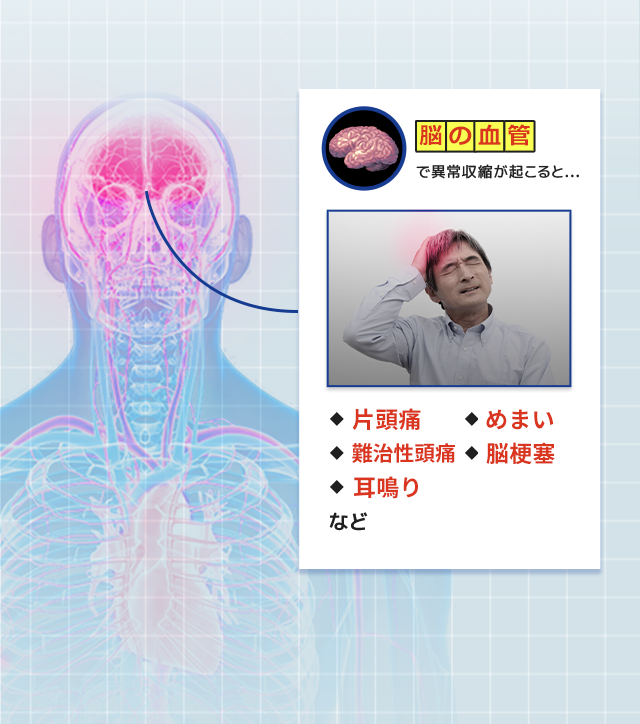 脳の血管
で異常収縮が起こると...
◆ 片頭痛 ◆ めまい
◆ 難治性頭痛 ◆ 脳梗塞
◆ 耳鳴り
など